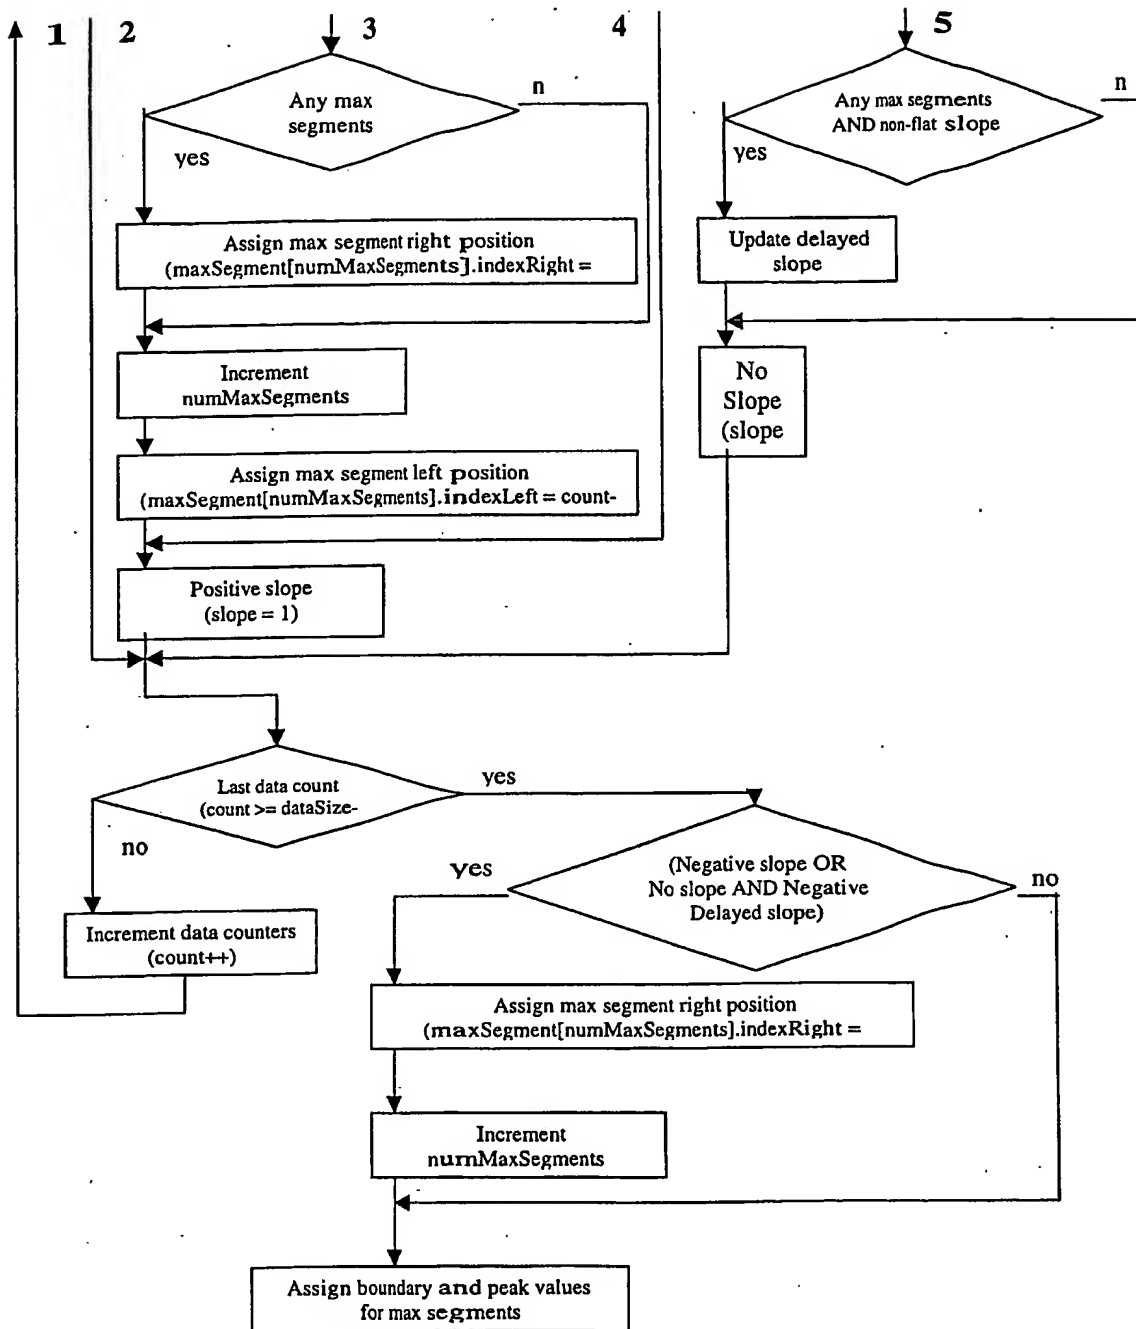 1
2
3
4
5
Any max
segments
n
yes
Assign max segment right position
(maxSegment[numMaxSegments].indexRight =
Increment
numMaxSegments
Assign max segment left position
(maxSegment[numMaxSegments].indexLeft = count-
Positive slope
(slope = 1)
Any max segments
AND non-flat slope
n
yes
Update delayed
slope
No
Slope
(slope
Last data count
(count >= dataSize-
yes
no
Increment data counters
(count++)
(Negative slope OR
No slope AND Negative
Delayed slope)
yes
no
Assign max segment right position
(maxSegment[numMaxSegments].indexRight =
Increment
numMaxSegments
Assign boundary and peak values
for max segments